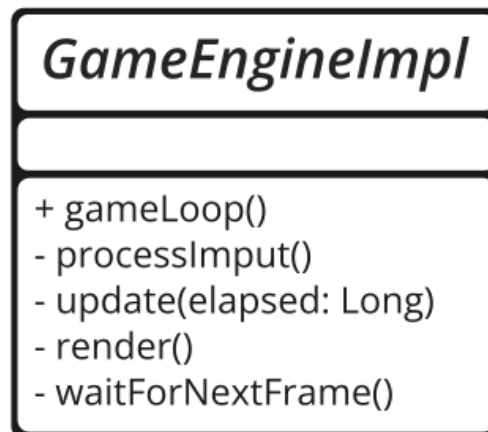 GameEngineImpl
+ gameLoop()
- processImput()
- update(elapsed: Long)
- render()
- waitForNextFrame()